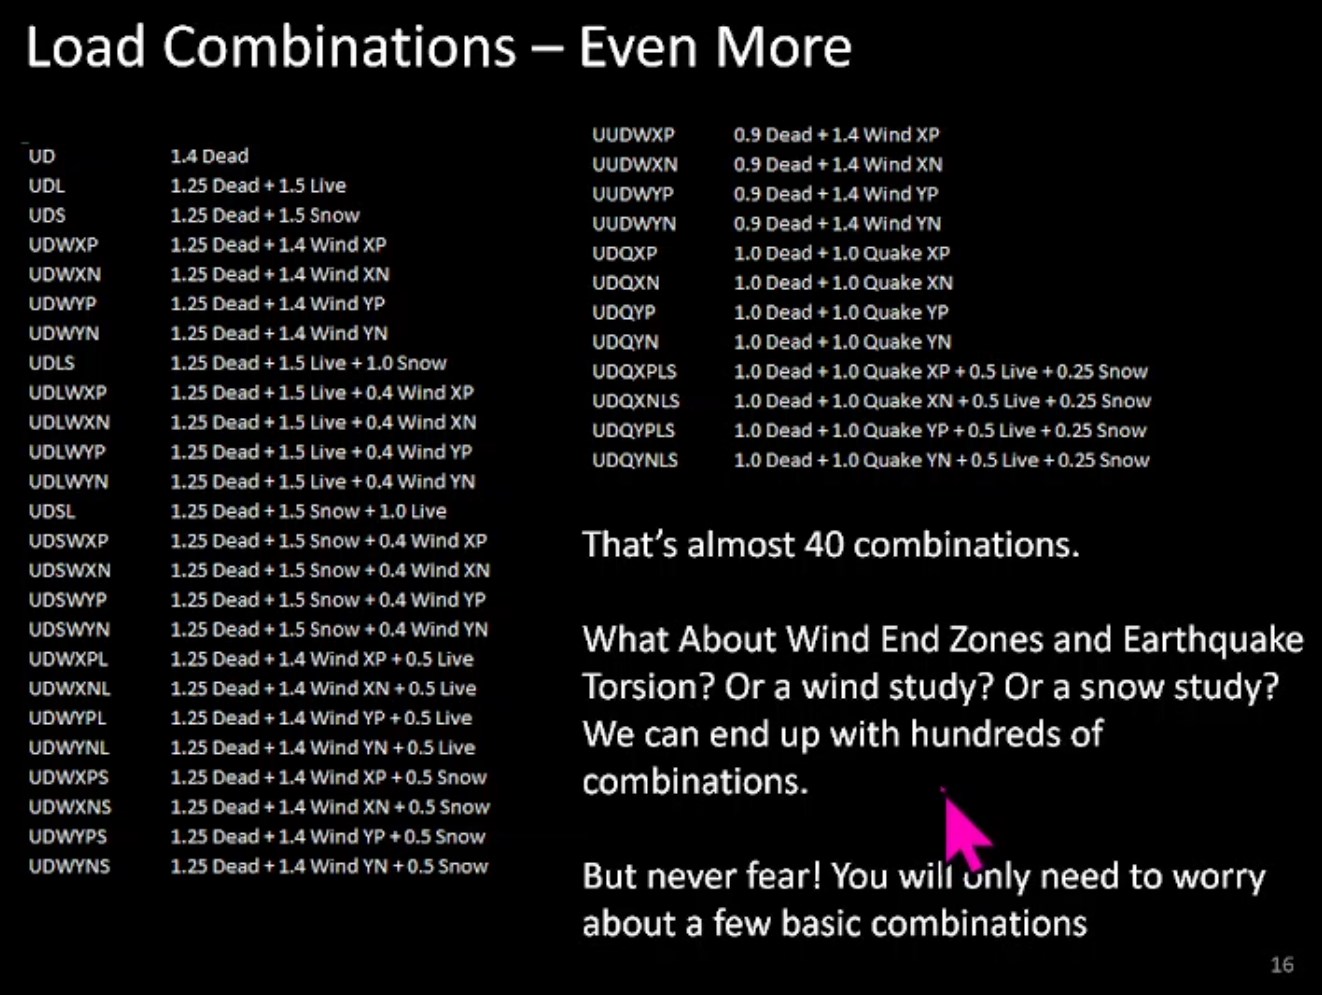 Load Combinations – Even More
UD 1.4 Dead
UDL 1.25 Dead + 1.5 Live
UDS 1.25 Dead + 1.5 Snow
UDWXP 1.25 Dead + 1.4 Wind XP
UDWXN 1.25 Dead + 1.4 Wind XN
UDWYP 1.25 Dead + 1.4 Wind YP
UDWYN 1.25 Dead + 1.4 Wind YN
UDLS 1.25 Dead + 1.5 Live + 1.0 Snow
UDLWXP 1.25 Dead + 1.5 Live + 0.4 Wind XP
UDLWXN 1.25 Dead + 1.5 Live + 0.4 Wind XN
UDLWYP 1.25 Dead + 1.5 Live + 0.4 Wind YP
UDLWYN 1.25 Dead + 1.5 Live + 0.4 Wind YN
UDSL 1.25 Dead + 1.5 Snow + 1.0 Live
UDSWXP 1.25 Dead + 1.5 Snow + 0.4 Wind XP
UDSWXN 1.25 Dead + 1.5 Snow + 0.4 Wind XN
UDSWYP 1.25 Dead + 1.5 Snow + 0.4 Wind YP
UDSWYN 1.25 Dead + 1.5 Snow + 0.4 Wind YN
UDWXPL 1.25 Dead + 1.4 Wind XP + 0.5 Live
UDWXNL 1.25 Dead + 1.4 Wind XN + 0.5 Live
UDWYPL 1.25 Dead + 1.4 Wind YP + 0.5 Live
UDWYNL 1.25 Dead + 1.4 Wind YN + 0.5 Live
UDWXPS 1.25 Dead + 1.4 Wind XP + 0.5 Snow
UDWXNS 1.25 Dead + 1.4 Wind XN + 0.5 Snow
UDWYPS 1.25 Dead + 1.4 Wind YP + 0.5 Snow
UDWYNS 1.25 Dead + 1.4 Wind YN + 0.5 Snow
UUDWXP 0.9 Dead + 1.4 Wind XP
UUDWXN 0.9 Dead + 1.4 Wind XN
UUDWYP 0.9 Dead + 1.4 Wind YP
UUDWYN 0.9 Dead + 1.4 Wind YN
UDQXP 1.0 Dead + 1.0 Quake XP
UDQXN 1.0 Dead + 1.0 Quake XN
UDQYP 1.0 Dead + 1.0 Quake YP
UDQYN 1.0 Dead + 1.0 Quake YN
UDQXPLS 1.0 Dead + 1.0 Quake XP + 0.5 Live + 0.25 Snow
UDQXNLS 1.0 Dead + 1.0 Quake XN + 0.5 Live + 0.25 Snow
UDQYPLS 1.0 Dead + 1.0 Quake YP + 0.5 Live + 0.25 Snow
UDQYNLS 1.0 Dead + 1.0 Quake YN + 0.5 Live + 0.25 Snow
That's almost 40 combinations.
What About Wind End Zones and Earthquake
Torsion? Or a wind study? Or a snow study?
We can end up with hundreds of
combinations.
But never fear! You will only need to worry
about a few basic combinations
16